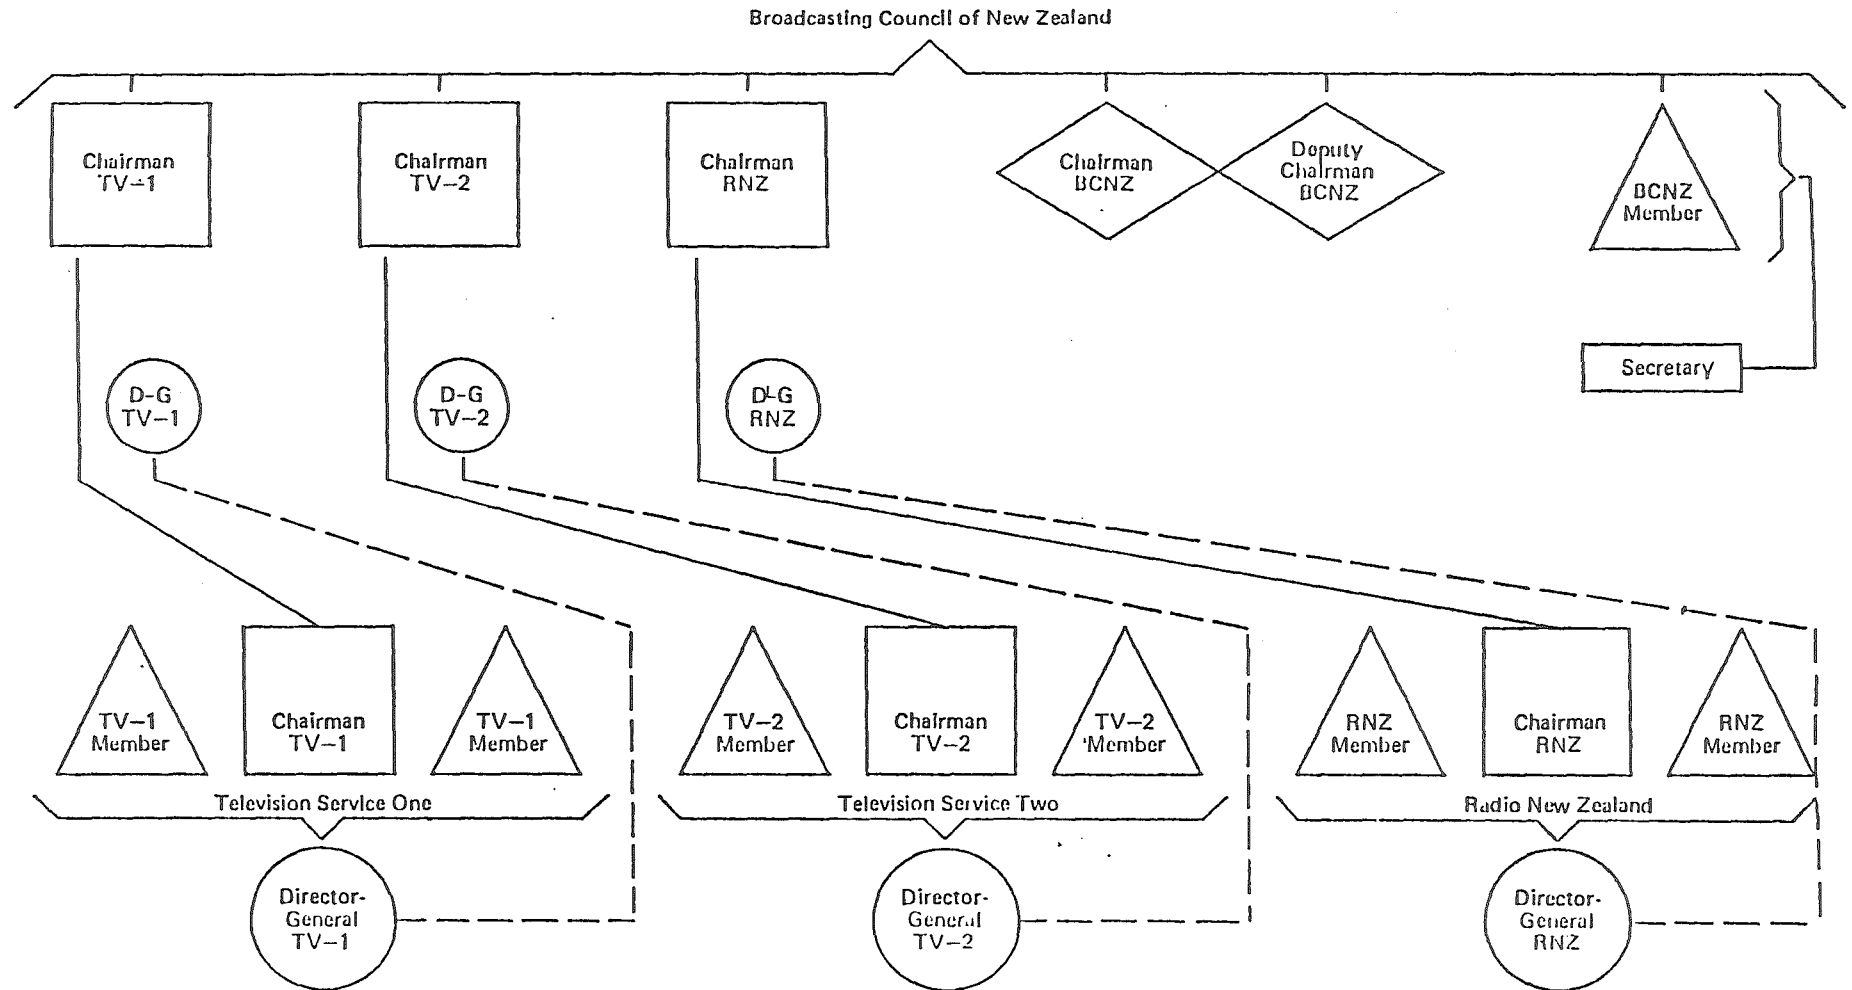 Broadcasting Council of New Zealand
Chairman
TV-1
Chairman
TV-2
Chairman
RNZ
Chairman
BCNZ
Deputy
Chairman
BCNZ
BCNZ
Member
Secretary
D-G
TV-1
D-G
TV-2
D-G
RNZ
TV-1
Member
Chairman
TV-1
TV-1
Member
TV-2
Member
Chairman
TV-2
TV-2
Member
RNZ
Member
Chairman
RNZ
RNZ
Member
Television Service One
Television Service Two
Radio New Zealand
Director-
General
TV-1
Director-
General
TV-2
Director-
General
RNZ